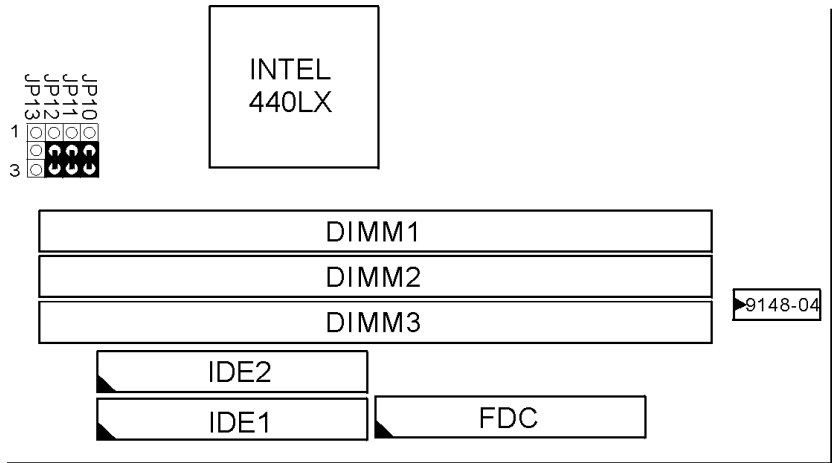 INTEL
440LX
JP13
JP12
JP11
JP10
1
3
DIMM1
DIMM2
DIMM3
9148-04
IDE2
IDE1
FDC